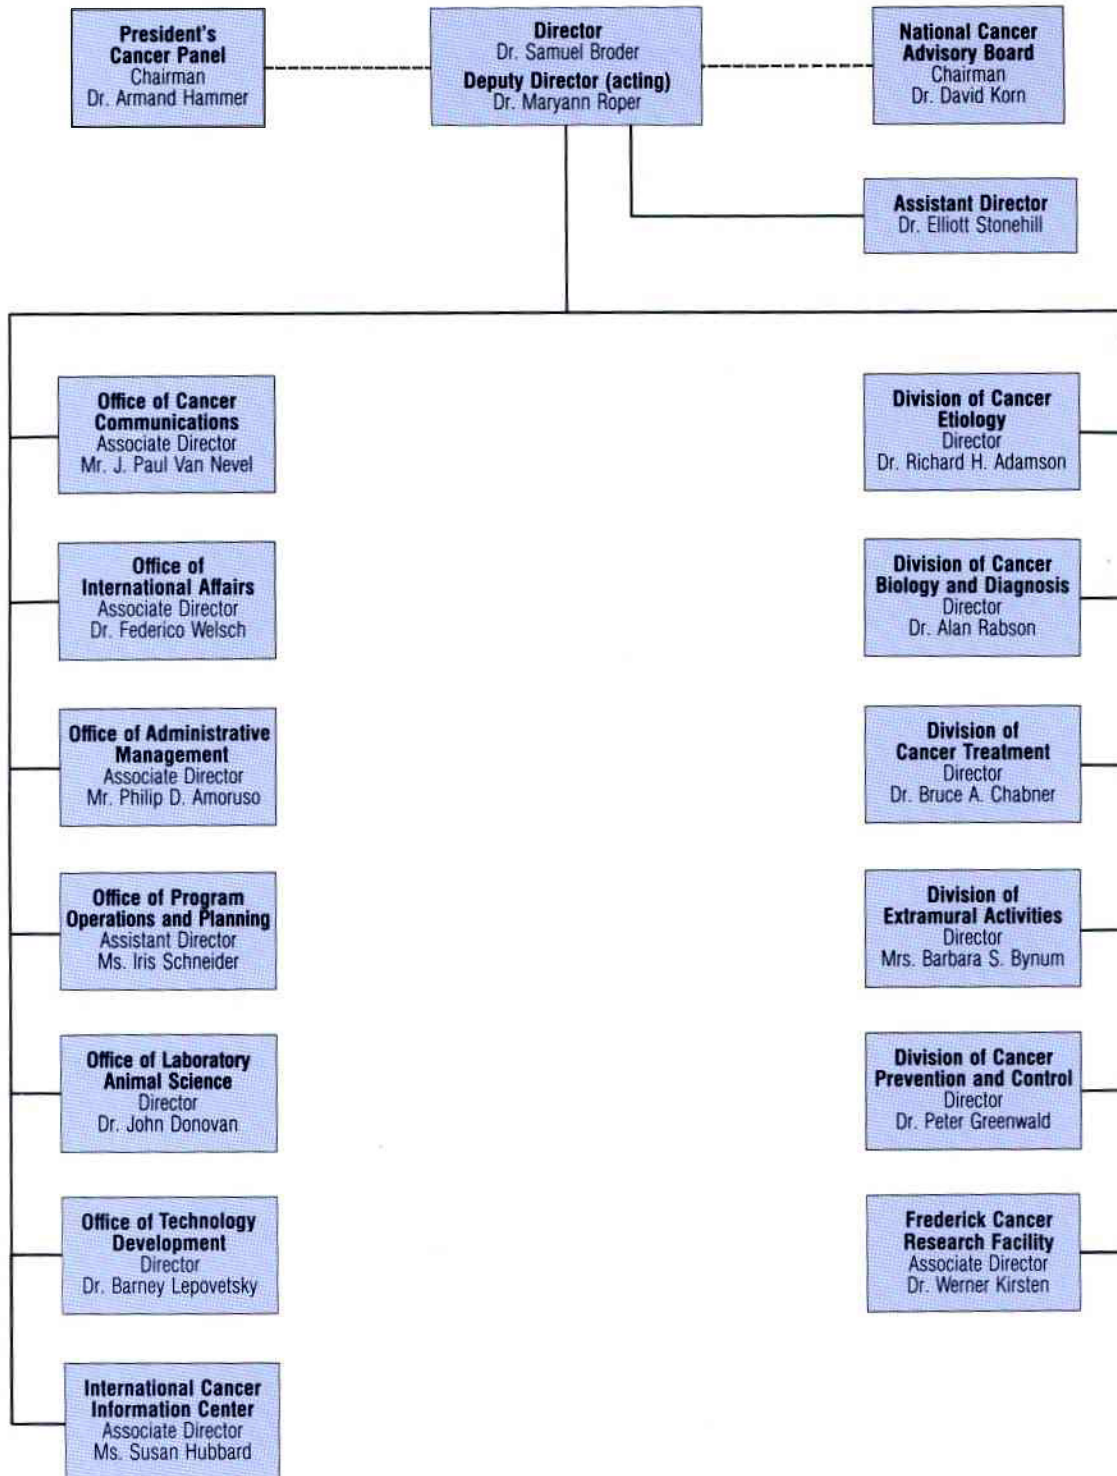 President's
Cancer Panel
Chairman
Dr. Armand Hammer
Director
Dr. Samuel Broder
Deputy Director (acting)
Dr. Maryann Roper
National Cancer
Advisory Board
Chairman
Dr. David Korn
Assistant Director
Dr. Elliott Stonehill
Office of Cancer
Communications
Associate Director
Mr. J. Paul Van Nevel
Office of
International Affairs
Associate Director
Dr. Federico Welsch
Office of Administrative
Management
Associate Director
Mr. Philip D. Amoruso
Office of Program
Operations and Planning
Assistant Director
Ms. Iris Schneider
Office of Laboratory
Animal Science
Director
Dr. John Donovan
Office of Technology
Development
Director
Dr. Barney Lepovetsky
International Cancer
Information Center
Associate Director
Ms. Susan Hubbard
Division of Cancer
Etiology
Director
Dr. Richard H. Adamson
Division of Cancer
Biology and Diagnosis
Director
Dr. Alan Rabson
Division of
Cancer Treatment
Director
Dr. Bruce A. Chabner
Division of
Extramural Activities
Director
Mrs. Barbara S. Bynum
Division of Cancer
Prevention and Control
Director
Dr. Peter Greenwald
Frederick Cancer
Research Facility
Associate Director
Dr. Werner Kirsten